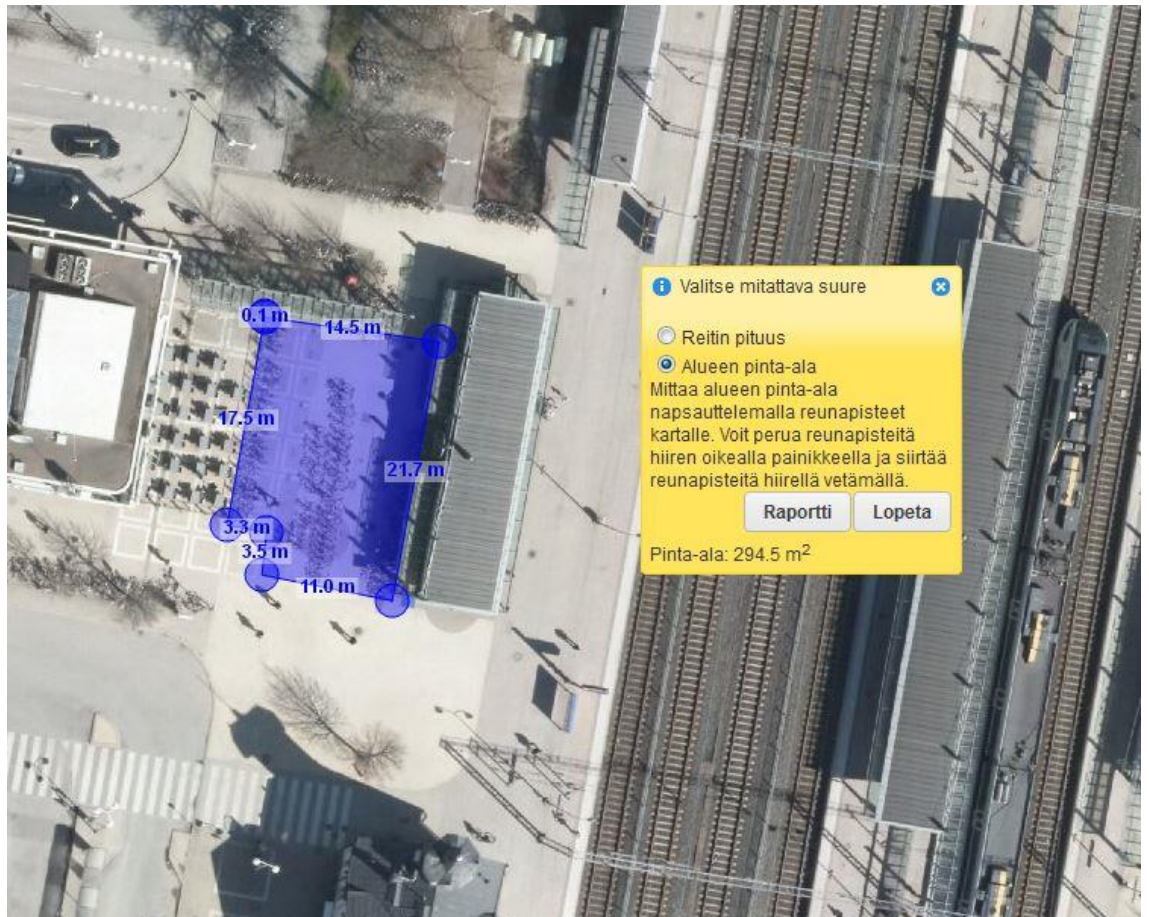 0.1 m
14.5 m
17.5 m
21.7 m
3.3 m
3.5 m
11.0 m
Valitse mitattava suure
Reitin pituus
Alueen pinta-ala
Mittaa alueen pinta-ala
napsauttelemalla reunapisteet
kartalle. Voit perua reunapisteitä
hiiren oikealla painikkeella ja siirtää
reunapisteitä hiirellä vetämällä.
Raportti Lopeta
Pinta-ala: 294.5 m²